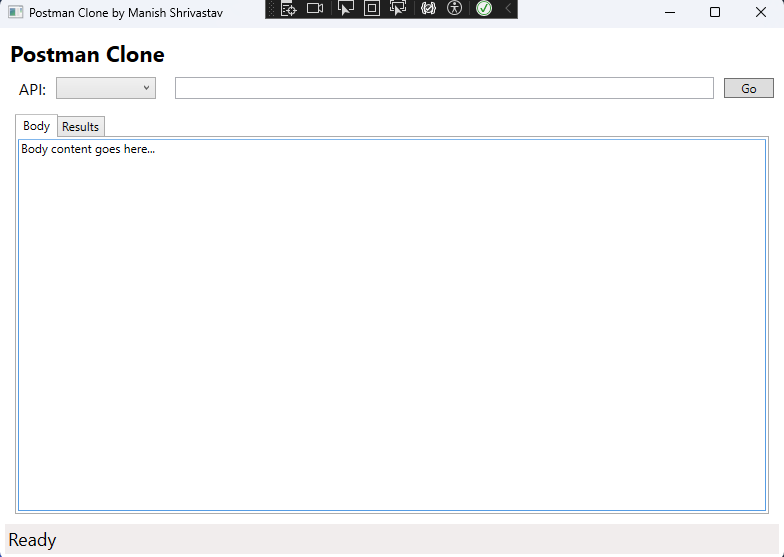 Postman Clone by Manish Shrivastav
Postman Clone
API:
Go
Body
Results
Body content goes here...
Ready